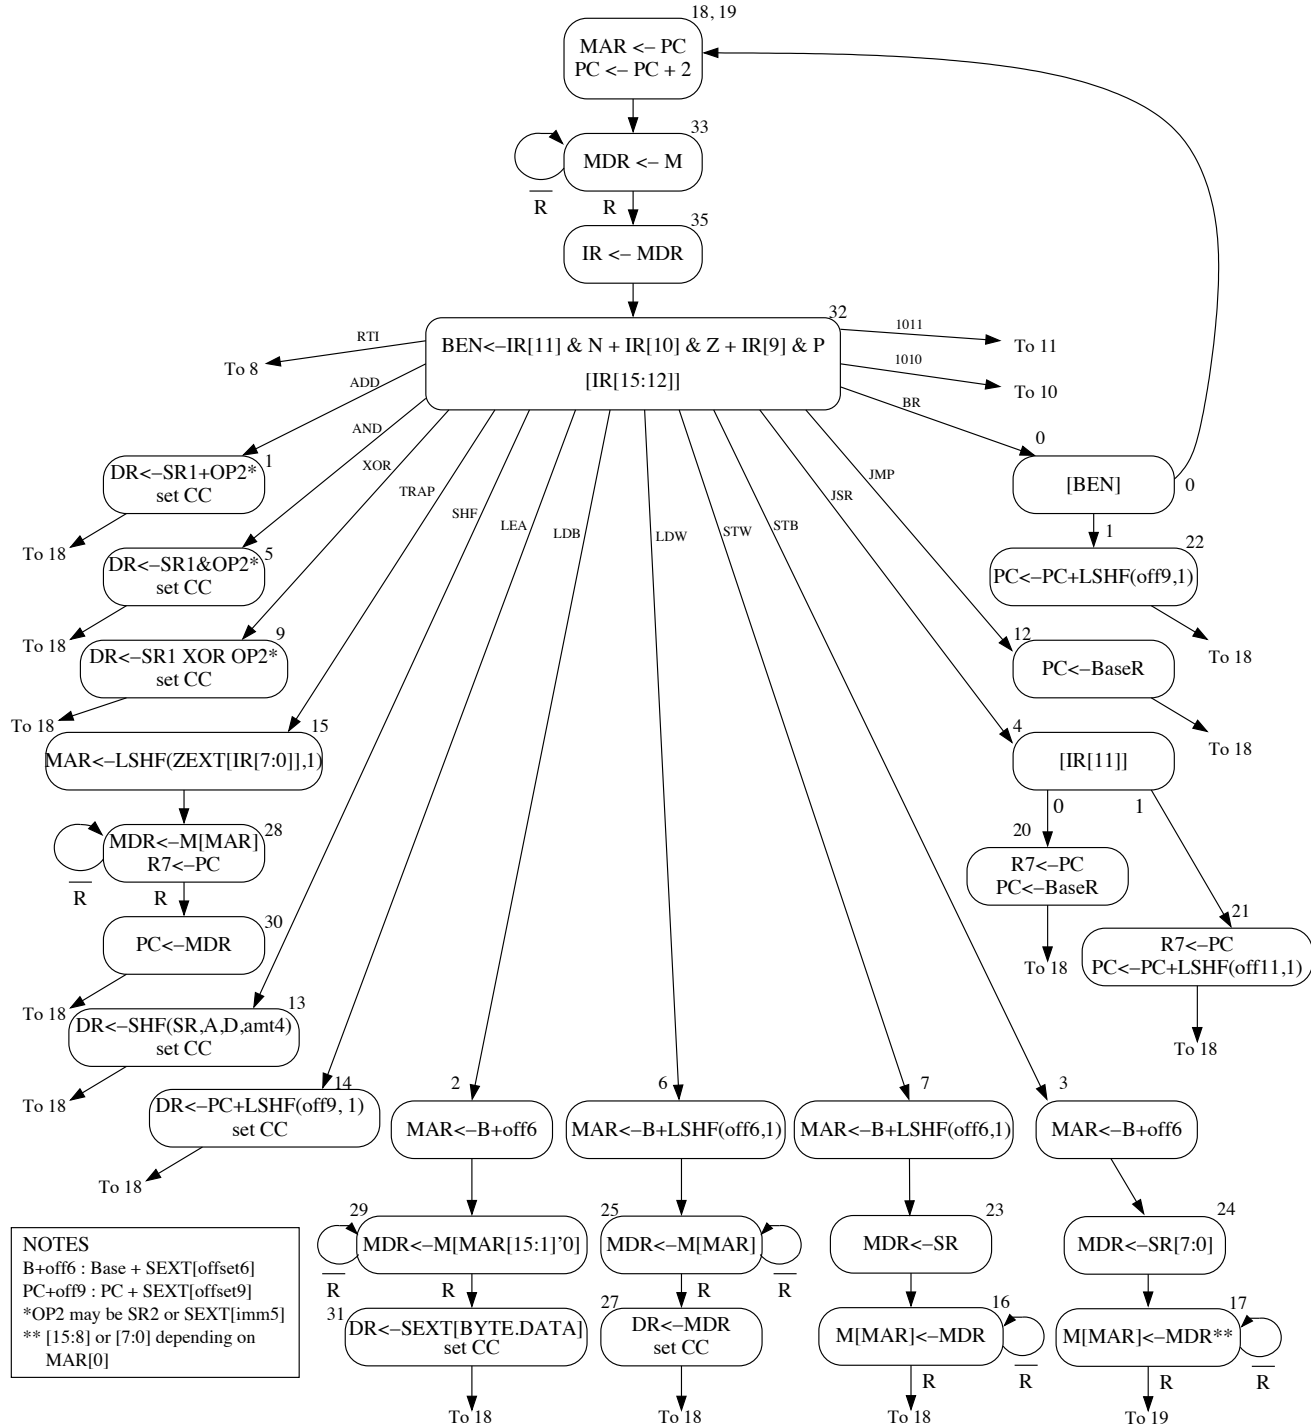 18, 19
MAR <– PC
PC <– PC + 2
33
MDR <– M
R
R
35
IR <– MDR
32
BEN<–IR[11] & N + IR[10] & Z + IR[9] & P
[IR[15:12]]
RTI
To 8
1011
To 11
1010
To 10
ADD
AND
XOR
TRAP
SHF
LEA
LDB
LDW
STW
STB
JSR
JMP
BR
1
DR<–SR1+OP2*
set CC
To 18
5
DR<–SR1&OP2*
set CC
To 18
9
DR<–SR1 XOR OP2*
set CC
To 18
0
[BEN]
0
1
22
PC<–PC+LSHF(off9,1)
To 18
12
PC<–BaseR
To 18
15
MAR<–LSHF(ZEXT[IR[7:0]],1)
4
[IR[11]]
0
1
28
MDR<–M[MAR]
R7<–PC
R
R
20
R7<–PC
PC<–BaseR
To 18
30
PC<–MDR
To 18
21
R7<–PC
PC<–PC+LSHF(off11,1)
To 18
13
DR<–SHF(SR,A,D,amt4)
set CC
To 18
14
DR<–PC+LSHF(off9, 1)
set CC
To 18
2
MAR<–B+off6
6
MAR<–B+LSHF(off6,1)
7
MAR<–B+LSHF(off6,1)
3
MAR<–B+off6
29
MDR<–M[MAR[15:1]'0]
R
R
25
MDR<–M[MAR]
R
R
23
MDR<–SR
24
MDR<–SR[7:0]
31
DR<–SEXT[BYTE.DATA]
set CC
To 18
27
DR<–MDR
set CC
To 18
16
M[MAR]<–MDR
R
R
To 18
17
M[MAR]<–MDR**
R
R
To 19
NOTES
B+off6 : Base + SEXT[offset6]
PC+off9 : PC + SEXT[offset9]
*OP2 may be SR2 or SEXT[imm5]
** [15:8] or [7:0] depending on
MAR[0]